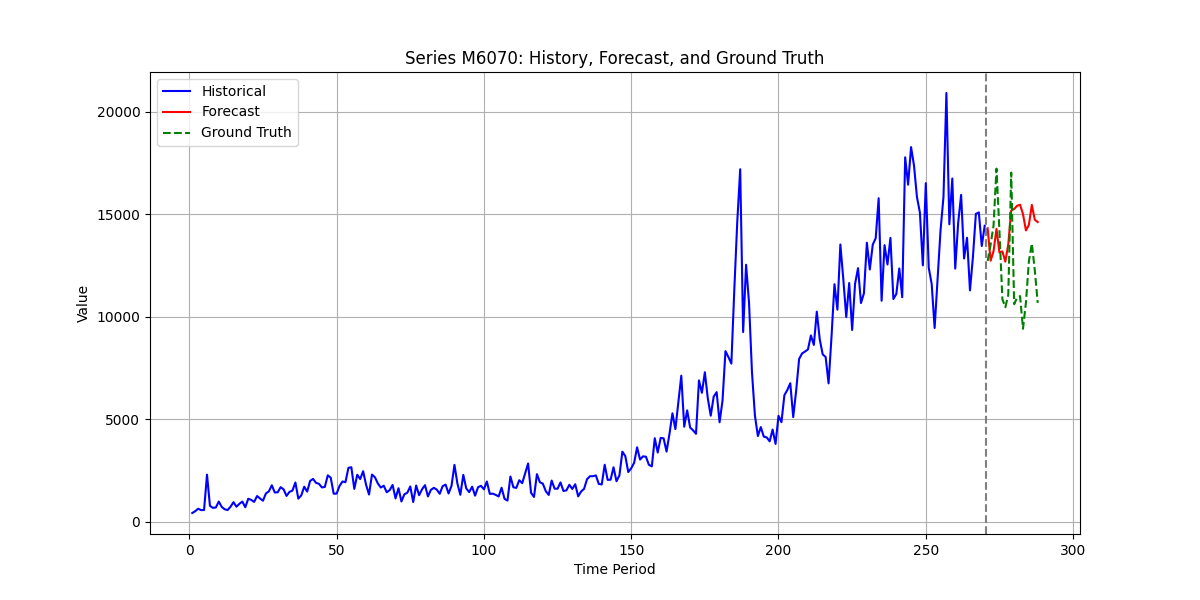 Series M6070: History, Forecast, and Ground Truth
Historical
Forecast
Ground Truth
20000
15000
10000
5000
0
Value
0 50 100 150 200 250 300
Time Period